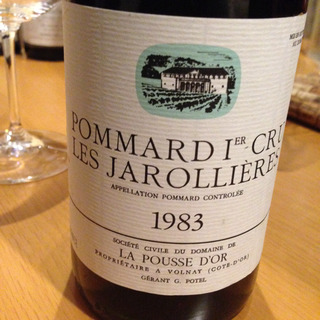 POMMARD 1ER CRU
LES JAROLLIÈRES
APPELLATION POMMARD CONTROLÉE
1983
SOCIÉTÉ CIVILE DU DOMAINE DE
LA POUSSE D'OR
PROPRIÉTAIRE A VOLNAY (COTE-D'OR)
GÉRANT G. POTEL